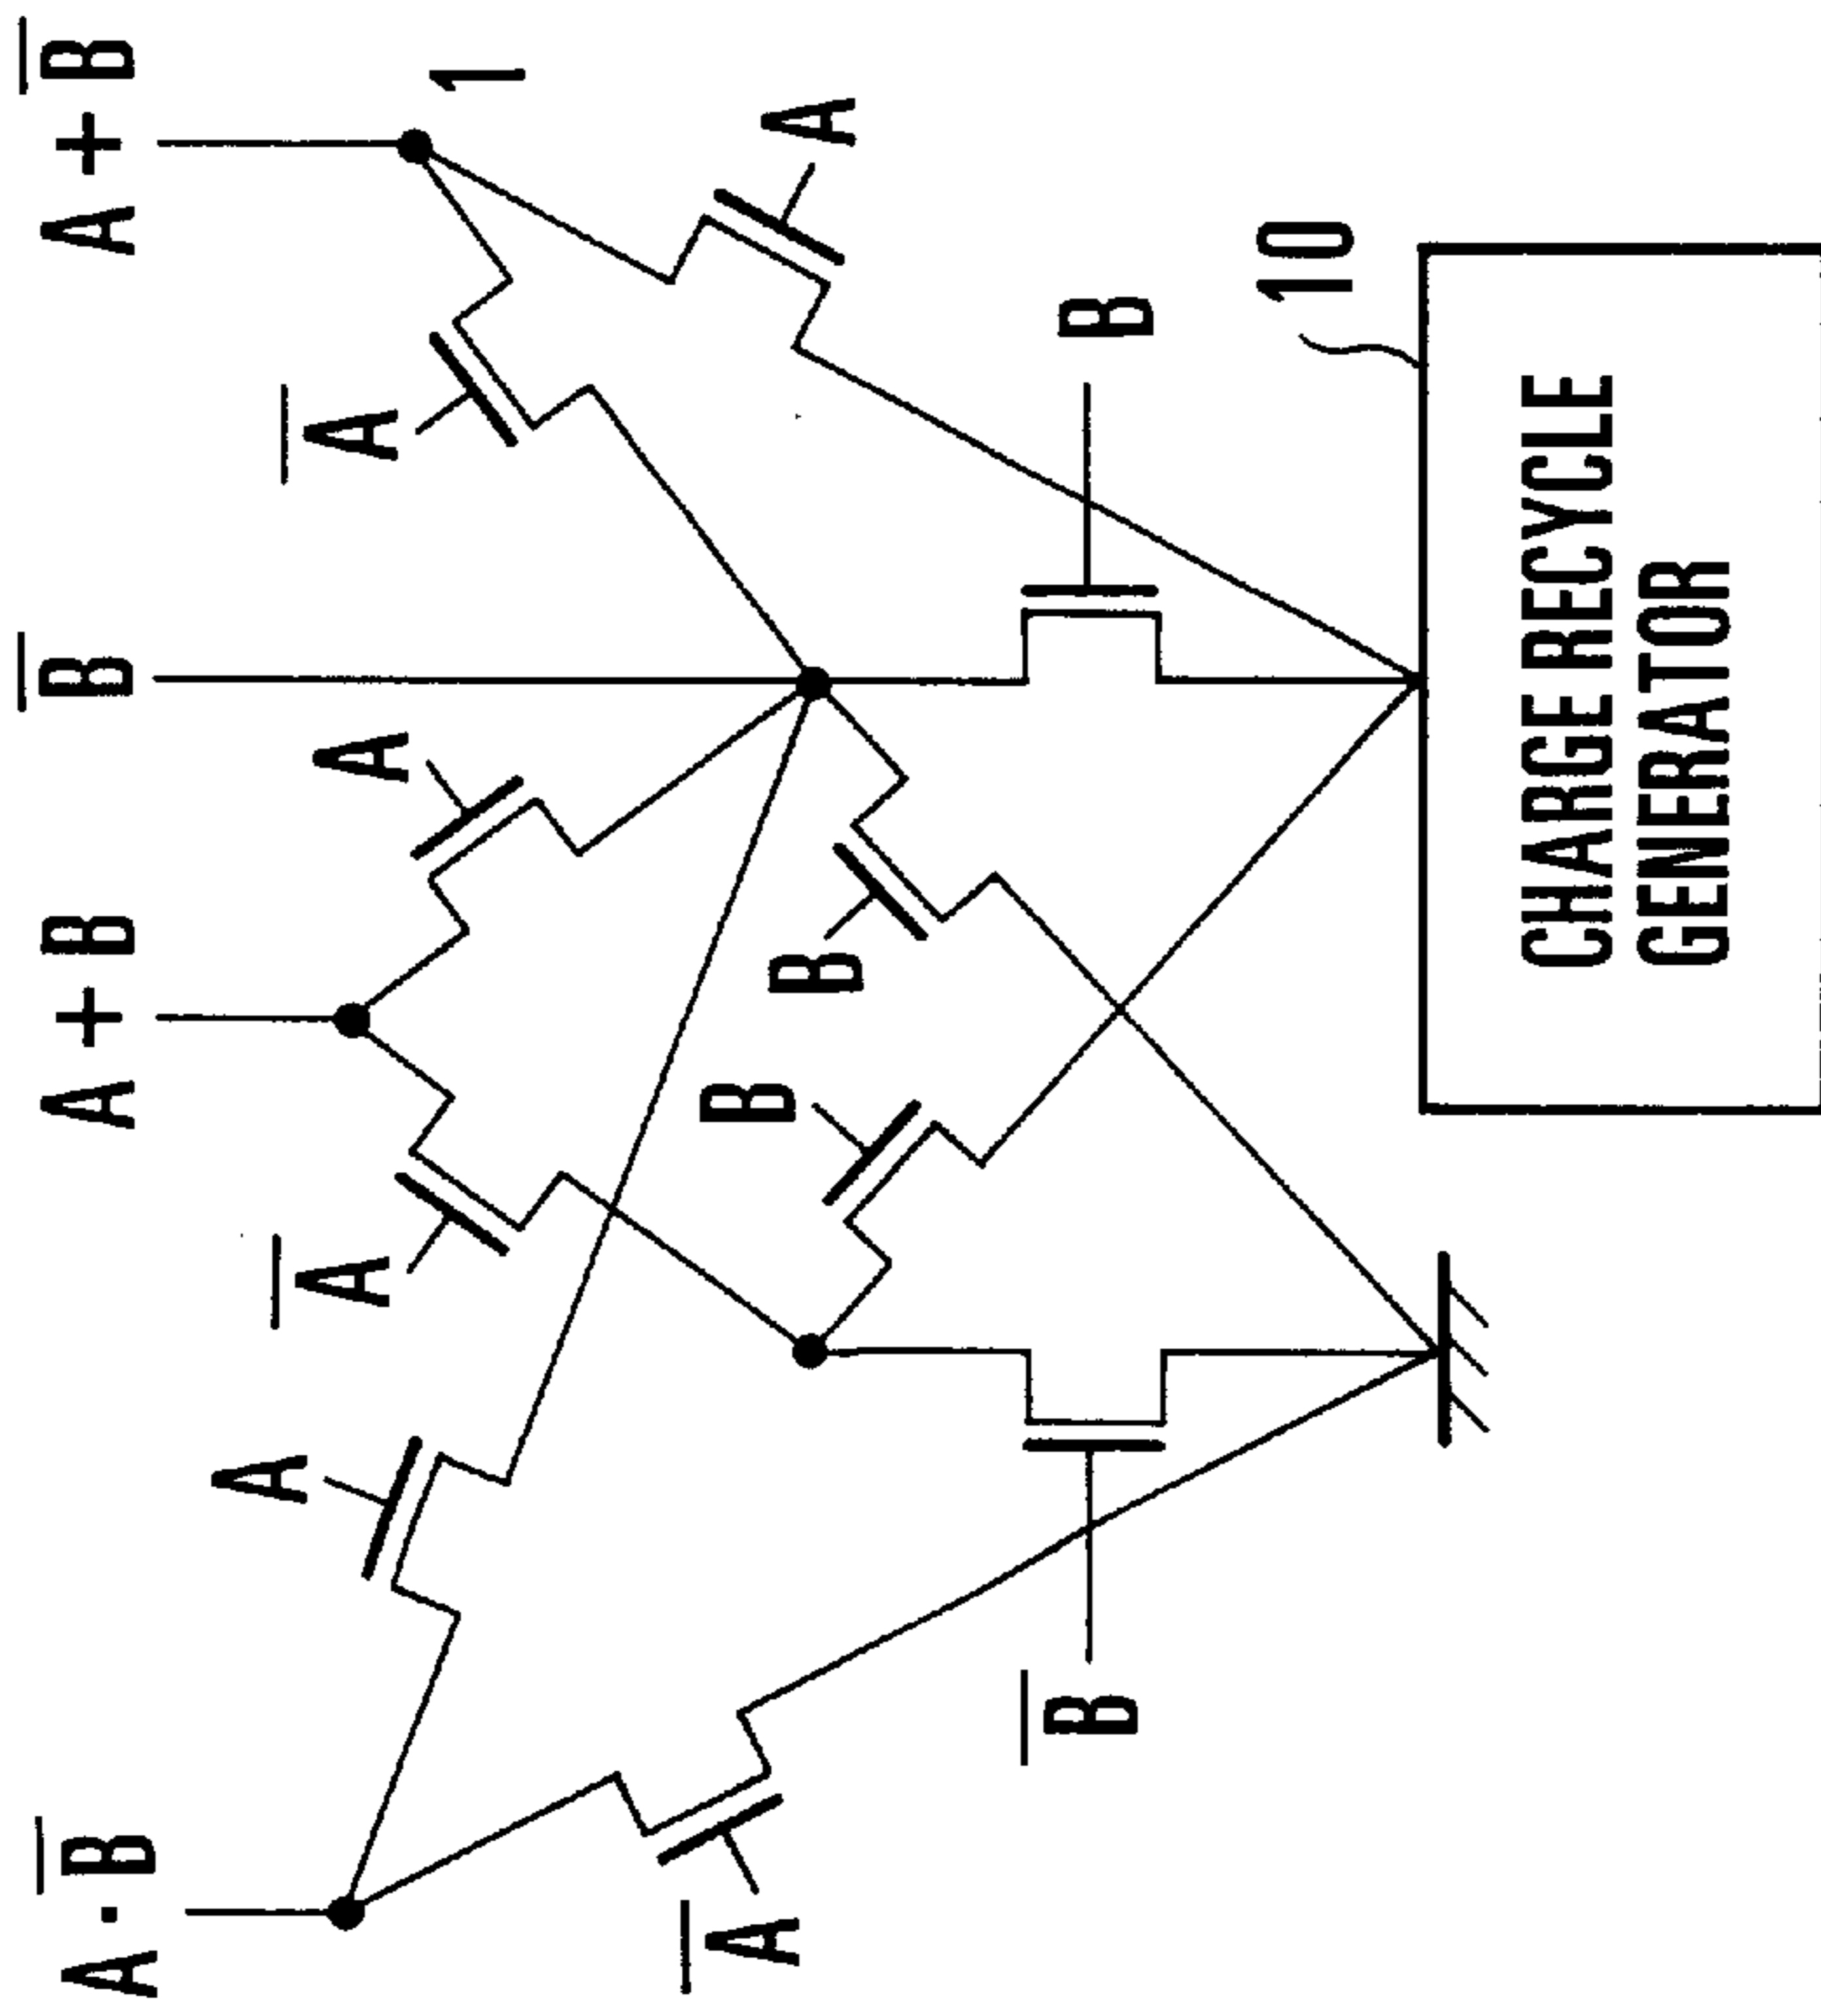 A · B̅
A + B
B̅
A + B̅
A
A̅
A
A̅
1
A̅
B
B
A
B̅
B
10
CHARGE RECYCLE
GENERATOR